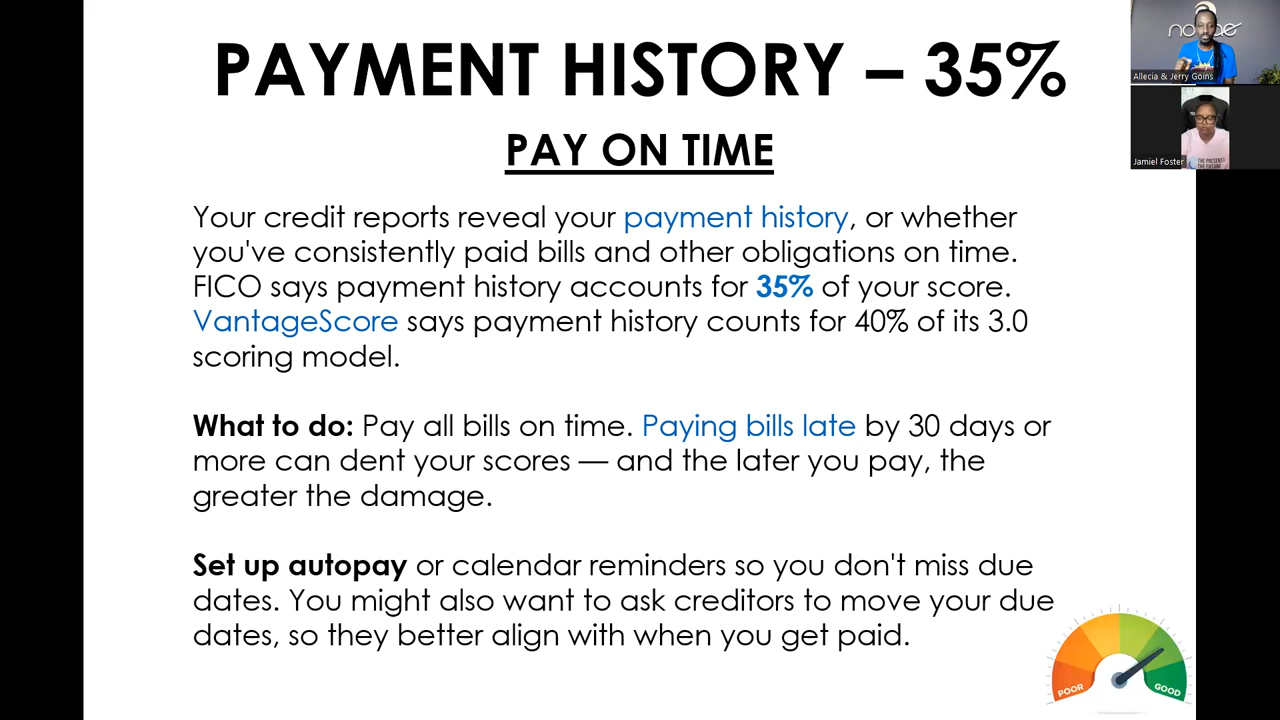 PAYMENT HISTORY – 35%
PAY ON TIME
Your credit reports reveal your payment history, or whether
you've consistently paid bills and other obligations on time.
FICO says payment history accounts for 35% of your score.
VantageScore says payment history counts for 40% of its 3.0
scoring model.
What to do: Pay all bills on time. Paying bills late by 30 days or
more can dent your scores — and the later you pay, the
greater the damage.
Set up autopay or calendar reminders so you don't miss due
dates. You might also want to ask creditors to move your due
dates, so they better align with when you get paid.
POOR
GOOD
Allecia & Jerry Goins
Jamiel Foster